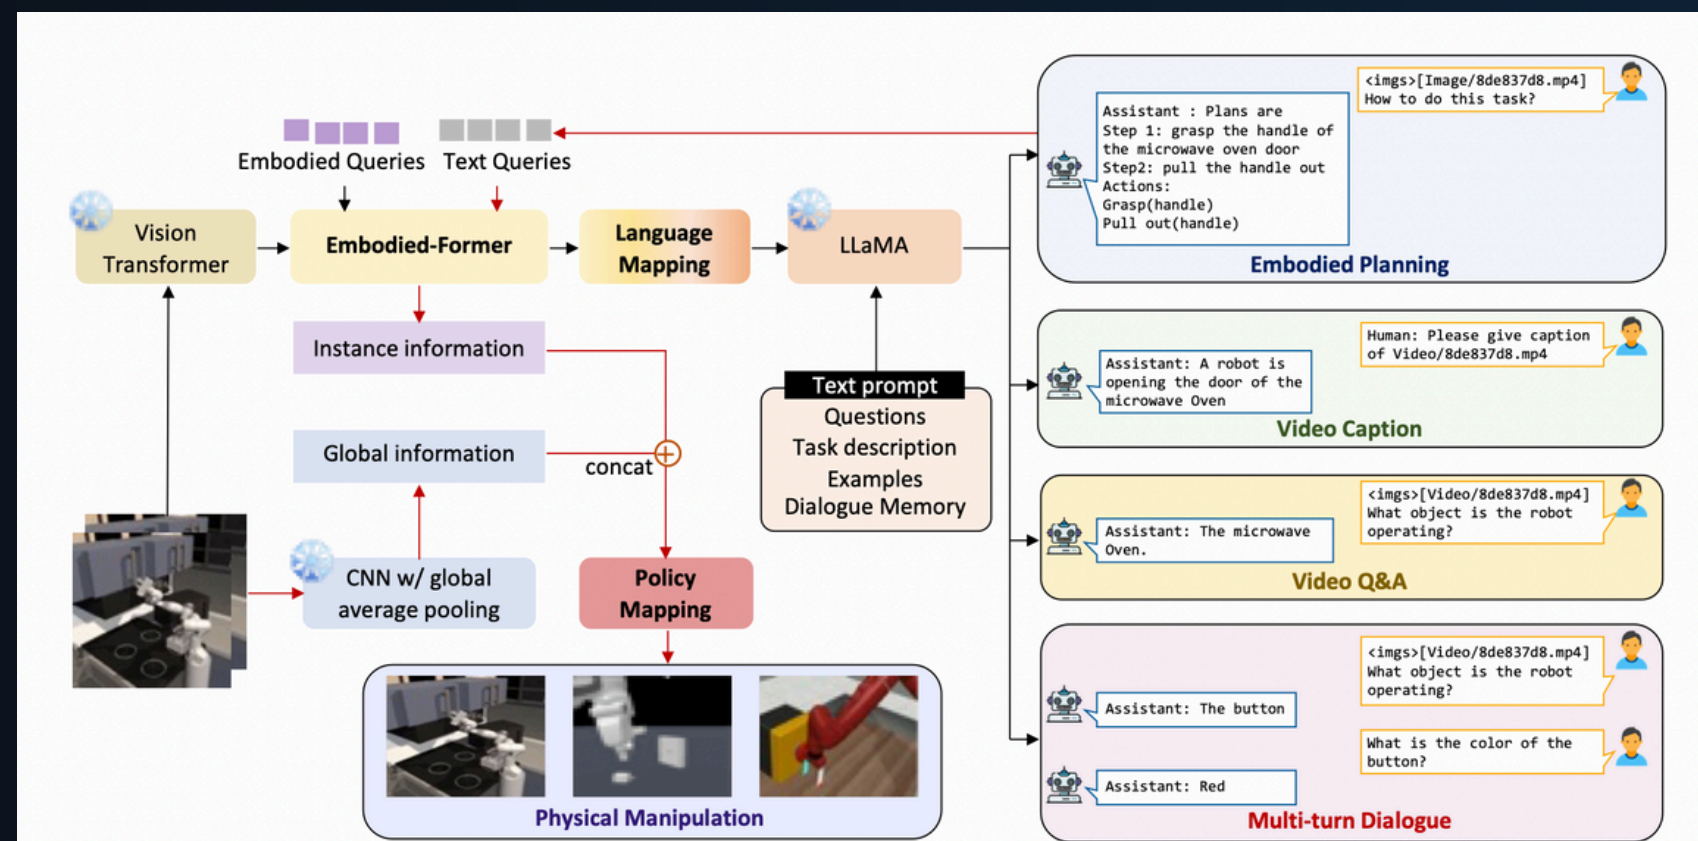 Embodied Queries
Text Queries
Vision
Transformer
Embodied-Former
Language
Mapping
LLaMA
Instance information
Global information
concat
CNN w/ global
average pooling
Policy
Mapping
Physical Manipulation
Text prompt
Questions
Task description
Examples
Dialogue Memory
<imgs>[Image/8de837d8.mp4]
How to do this task?
Assistant : Plans are
Step 1: grasp the handle of
the microwave oven door
Step2: pull the handle out
Actions:
Grasp(handle)
Pull out(handle)
Embodied Planning
Human: Please give caption
of Video/8de837d8.mp4
Assistant: A robot is
opening the door of the
microwave Oven
Video Caption
<imgs>[Video/8de837d8.mp4]
What object is the robot
operating?
Assistant: The microwave
Oven.
Video Q&A
<imgs>[Video/8de837d8.mp4]
What object is the robot
operating?
Assistant: The button
What is the color of the
button?
Assistant: Red
Multi-turn Dialogue